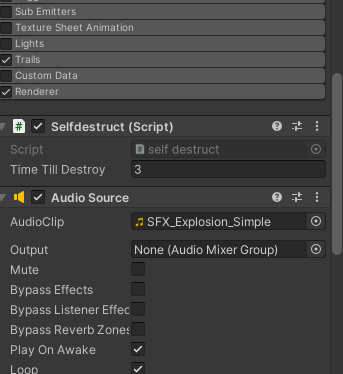 Sub Emitters
Texture Sheet Animation
Lights
Trails
Custom Data
Renderer
Selfdestruct (Script)
Script self destruct
Time Till Destroy 3
Audio Source
AudioClip SFX_Explosion_Simple
Output None (Audio Mixer Group)
Mute
Bypass Effects
Bypass Listener Effec
Bypass Reverb Zones
Play On Awake
Loop